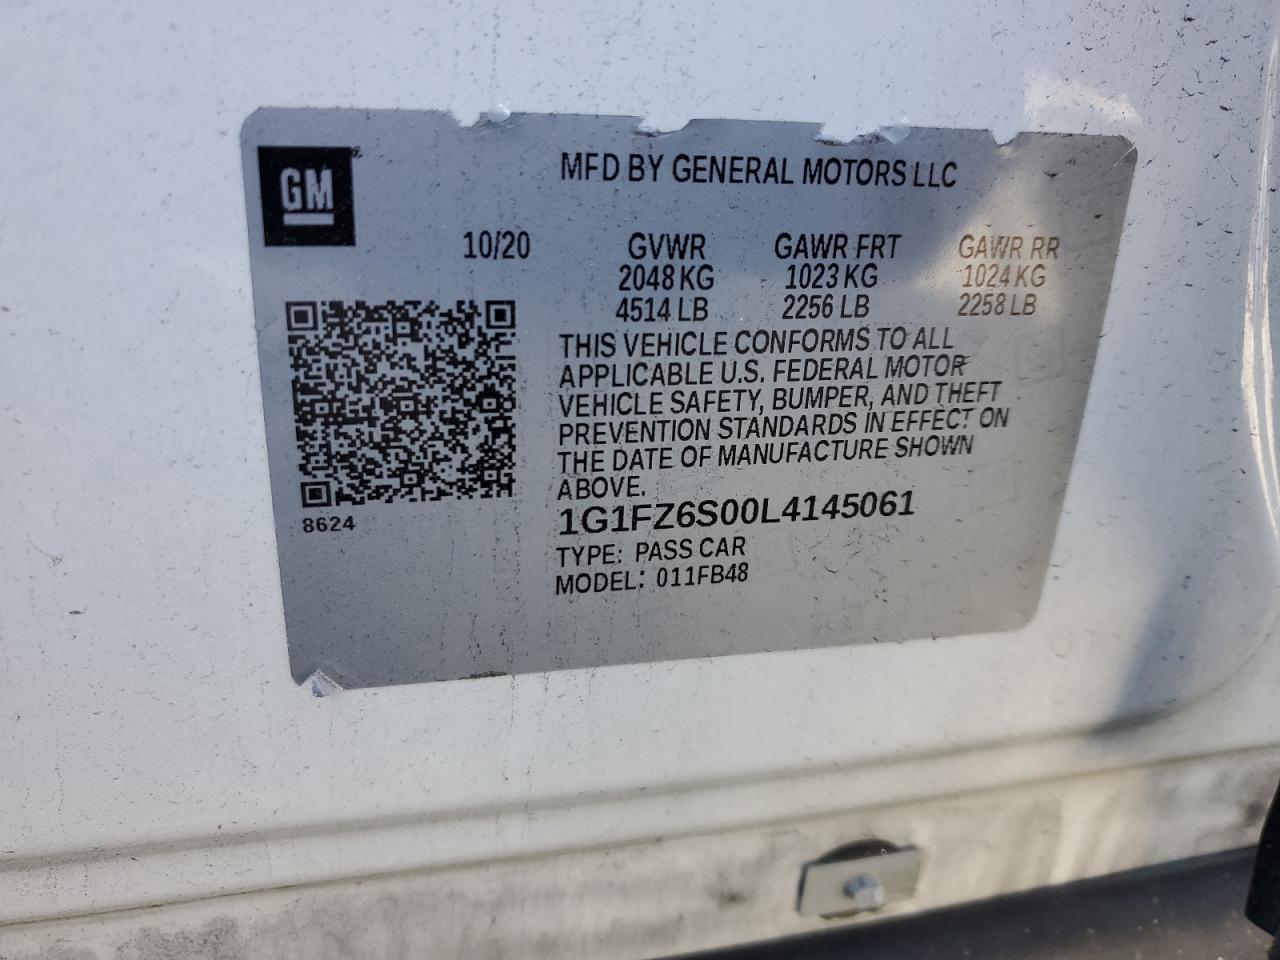 GM
MFD BY GENERAL MOTORS LLC
10/20 GVWR GAWR FRT GAWR RR
2048 KG 1023 KG 1024 KG
4514 LB 2256 LB 2258 LB
THIS VEHICLE CONFORMS TO ALL
APPLICABLE U.S. FEDERAL MOTOR
VEHICLE SAFETY, BUMPER, AND THEFT
PREVENTION STANDARDS IN EFFECT ON
THE DATE OF MANUFACTURE SHOWN
ABOVE.
8624
1G1FZ6S00L4145061
TYPE: PASS CAR
MODEL: 011FB48